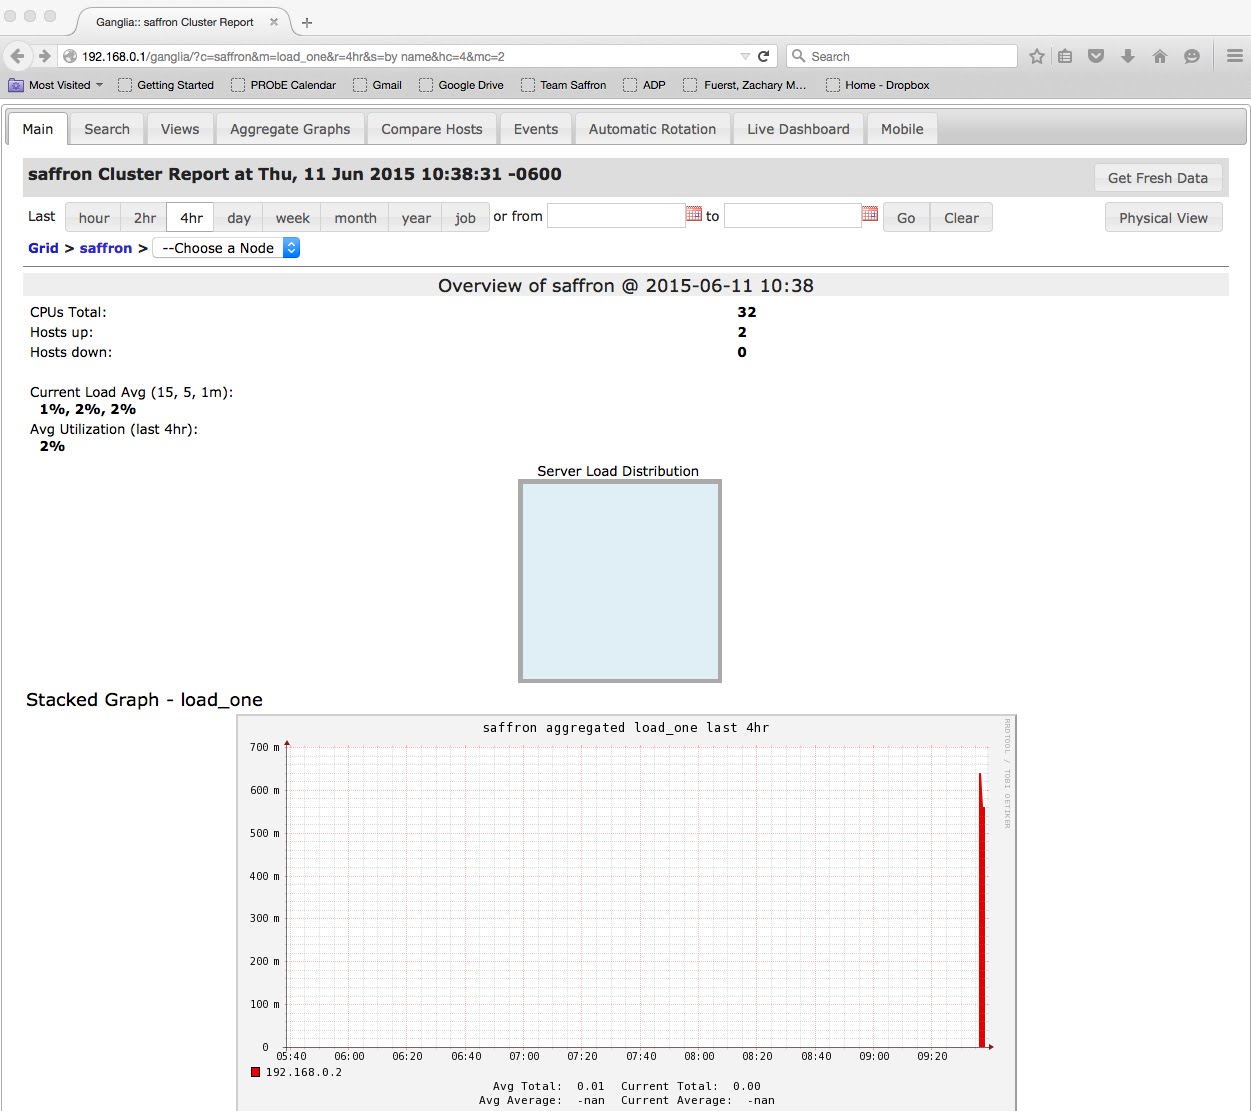 Ganglia:: saffron Cluster Report
192.168.0.1/ganglia/?c=saffron&m=load_one&r=4hr&s=by name&hc=4&mc=2
Search
Most Visited Getting Started PRObE Calendar Gmail Google Drive Team Saffron ADP Fuerst, Zachary M... Home - Dropbox
Main Search Views Aggregate Graphs Compare Hosts Events Automatic Rotation Live Dashboard Mobile
saffron Cluster Report at Thu, 11 Jun 2015 10:38:31 -0600
Get Fresh Data
Last hour 2hr 4hr day week month year job or from to Go Clear Physical View
Grid > saffron > --Choose a Node
Overview of saffron @ 2015-06-11 10:38
CPUs Total: 32
Hosts up: 2
Hosts down: 0
Current Load Avg (15, 5, 1m):
1%, 2%, 2%
Avg Utilization (last 4hr):
2%
Server Load Distribution
Stacked Graph - load_one
saffron aggregated load_one last 4hr
RRDTOOL / TOBI OETIKER
700 m
600 m
500 m
400 m
300 m
200 m
100 m
0
05:40 06:00 06:20 06:40 07:00 07:20 07:40 08:00 08:20 08:40 09:00 09:20
192.168.0.2
Avg Total: 0.01 Current Total: 0.00
Avg Average: -nan Current Average: -nan